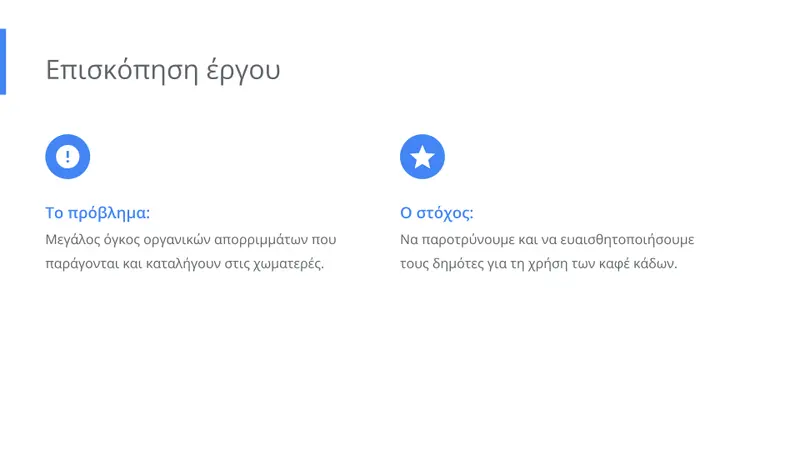 Επισκόπηση έργου
Το πρόβλημα:
Μεγάλος όγκος οργανικών απορριμμάτων που
παράγονται και καταλήγουν στις χωματερές.
Ο στόχος:
Να παροτρύνουμε και να ευαισθητοποιήσουμε
τους δημότες για τη χρήση των καφέ κάδων.